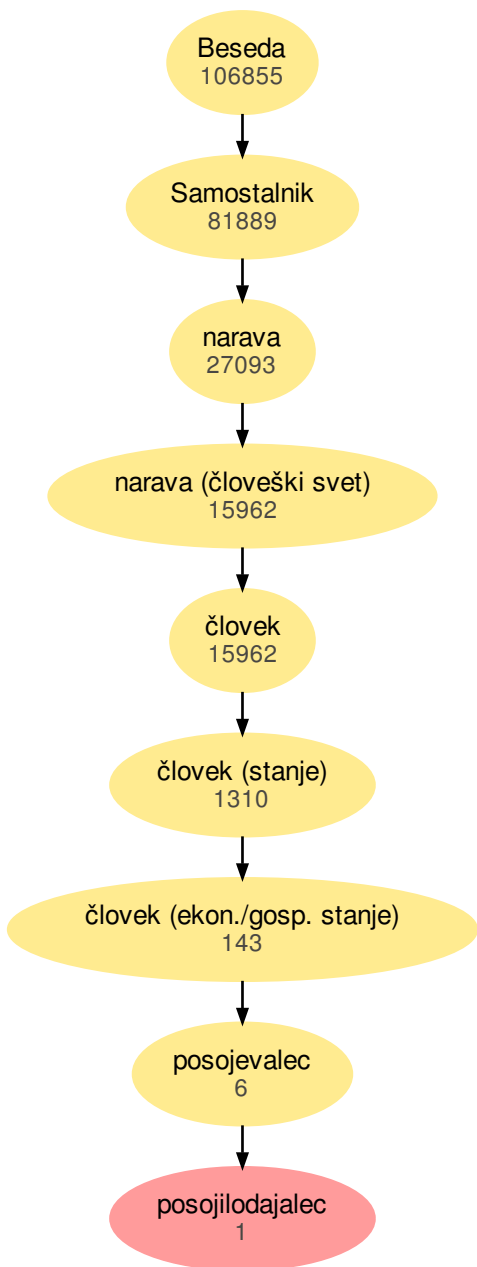 Beseda
106855
Samostalnik
81889
narava
27093
narava (človeški svet)
15962
človek
15962
človek (stanje)
1310
človek (ekon./gosp. stanje)
143
posojevalec
6
posojilodajalec
1